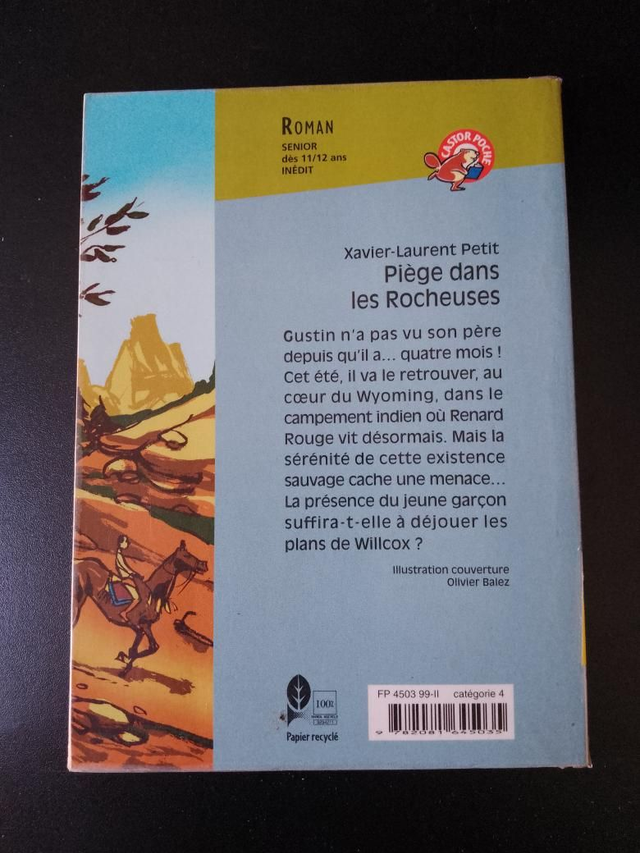 ROMAN
SENIOR
dès 11/12 ans
INÉDIT
CASTOR POCHE
Xavier-Laurent Petit
Piège dans
les Rocheuses
Gustin n'a pas vu son père
depuis qu'il a... quatre mois !
Cet été, il va le retrouver, au
cœur du Wyoming, dans le
campement indien où Renard
Rouge vit désormais. Mais la
sérénité de cette existence
sauvage cache une menace...
La présence du jeune garçon
suffira-t-elle à déjouer les
plans de Willcox ?
Illustration couverture
Olivier Balez
FP 4503 99-II catégorie 4
100%
Papier recyclé
9 782081 645035